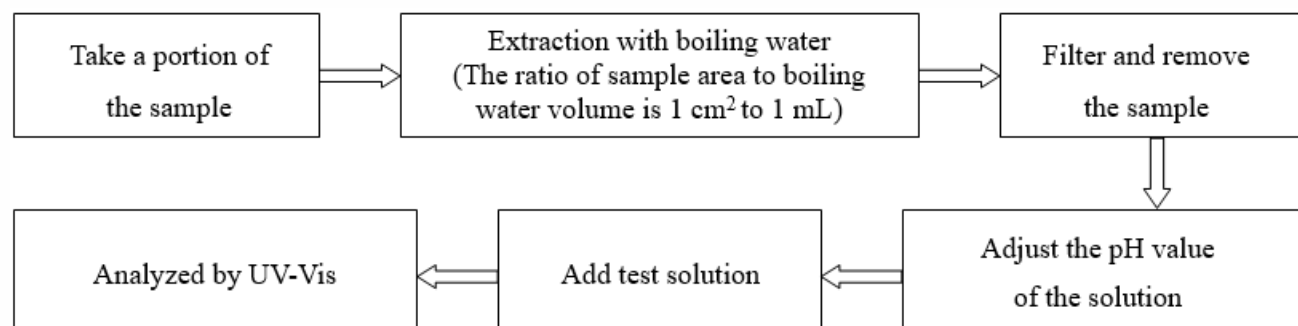 Take a portion of
the sample
Extraction with boiling water
(The ratio of sample area to boiling
water volume is 1 cm² to 1 mL)
Filter and remove
the sample
Adjust the pH value
of the solution
Add test solution
Analyzed by UV-Vis